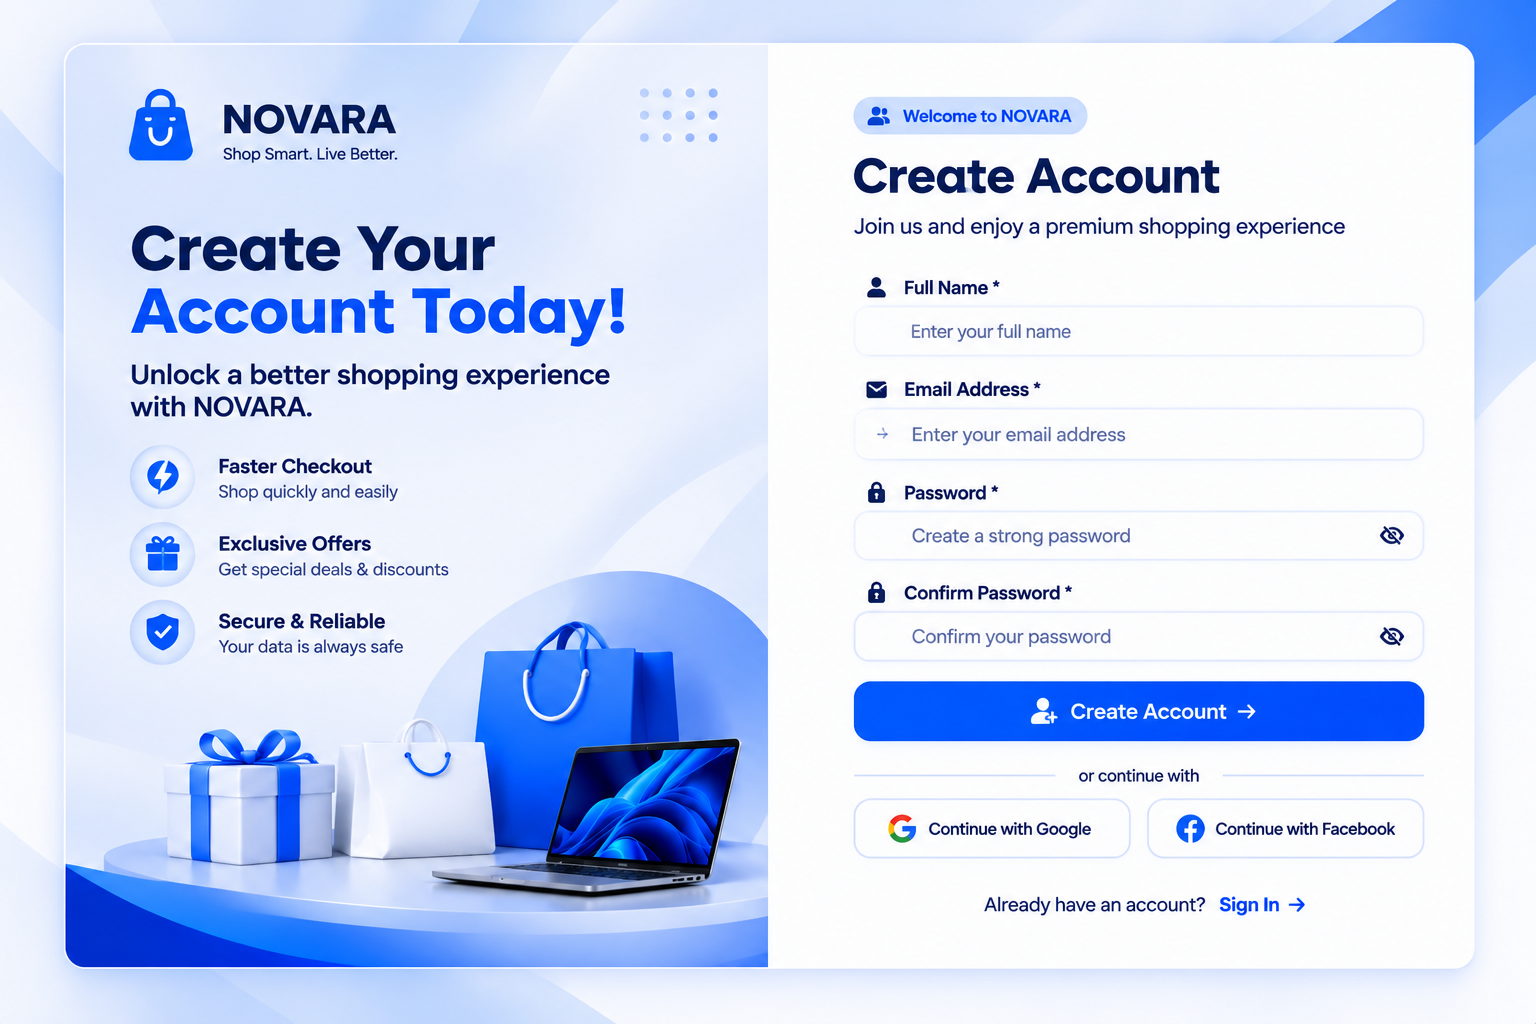 NOVARA
Shop Smart. Live Better.
Create Your
Account Today!
Unlock a better shopping experience
with NOVARA.
Faster Checkout
Shop quickly and easily
Exclusive Offers
Get special deals & discounts
Secure & Reliable
Your data is always safe
Welcome to NOVARA
Create Account
Join us and enjoy a premium shopping experience
Full Name *
Enter your full name
Email Address *
→ Enter your email address
Password *
Create a strong password
Confirm Password *
Confirm your password
Create Account →
or continue with
Continue with Google
Continue with Facebook
Already have an account? Sign In →